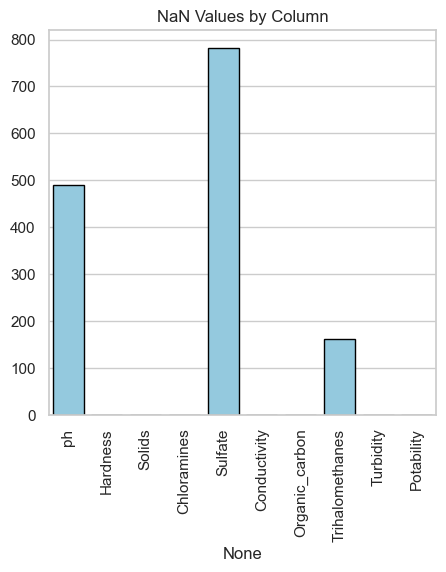 NaN Values by Column
800
700
600
500
400
300
200
100
0
ph
Hardness
Solids
Chloramines
Sulfate
Conductivity
Organic_carbon
Trihalomethanes
Turbidity
Potability
None